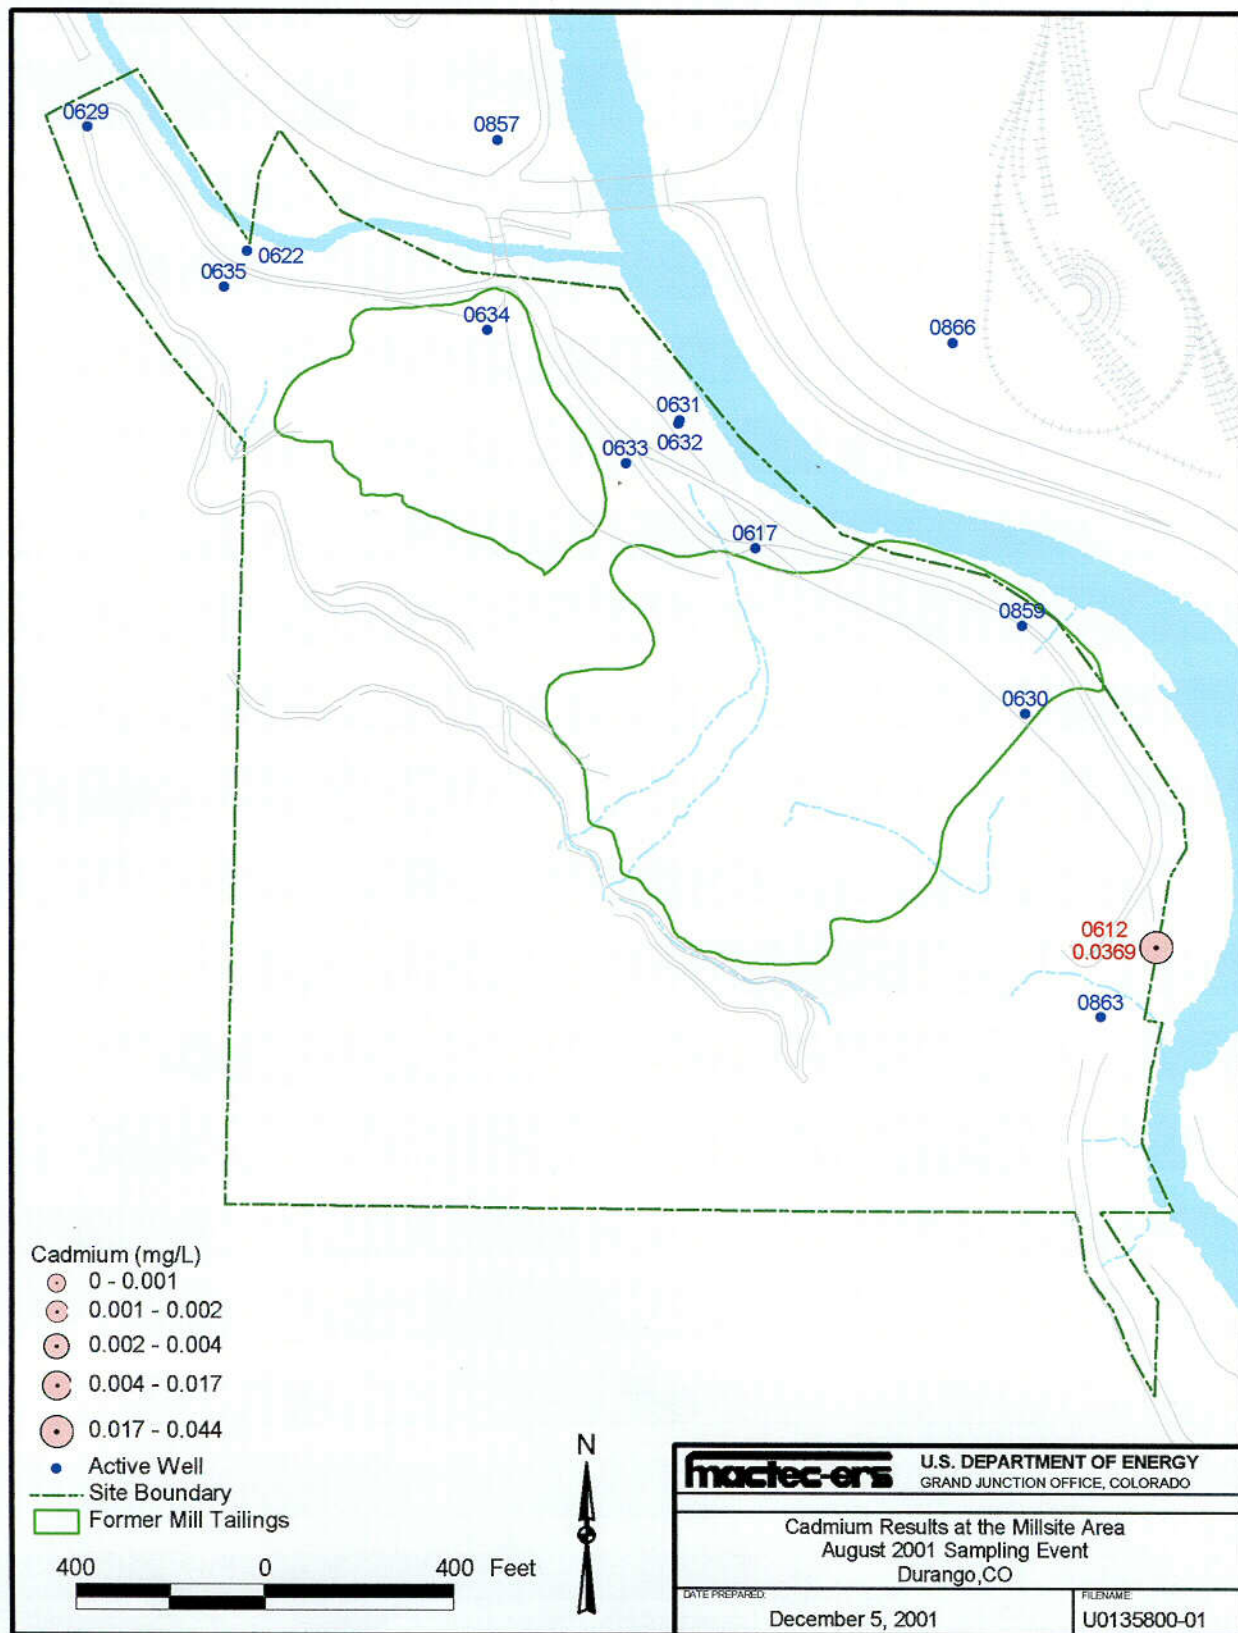 0629
0857
0622
0635
0634
0866
0631
0632
0633
0617
0859
0630
0612
0.0369
0863
Cadmium (mg/L)
0 - 0.001
0.001 - 0.002
0.002 - 0.004
0.004 - 0.017
0.017 - 0.044
Active Well
Site Boundary
Former Mill Tailings
400 0 400 Feet
N
mactec-ers
U.S. DEPARTMENT OF ENERGY
GRAND JUNCTION OFFICE, COLORADO
Cadmium Results at the Millsite Area
August 2001 Sampling Event
Durango,CO
DATE PREPARED:
December 5, 2001
FILENAME:
U0135800-01